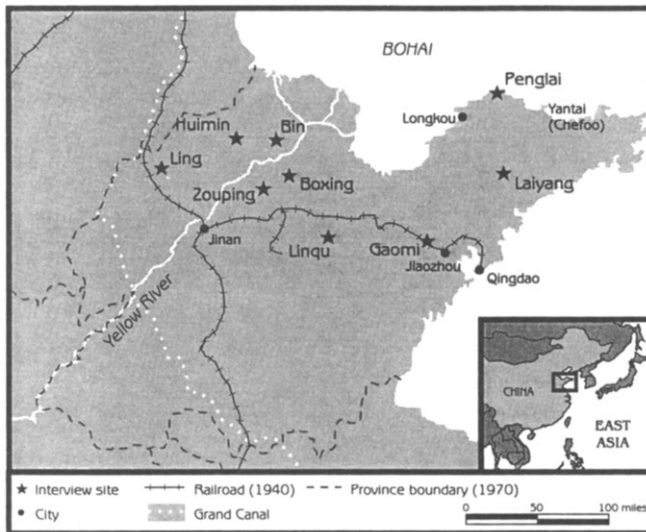 BOHAI
Penglai
Longkou
Yantai
(Chefoo)
Huimin
Bin
Ling
Laiyang
Zouping
Boxing
Jinan
Linqu
Gaomi
Jiaozhou
Qingdao
Yellow River
CHINA
EAST
ASIA
Interview site
Railroad (1940)
Province boundary (1970)
City
Grand Canal
0 50 100 miles